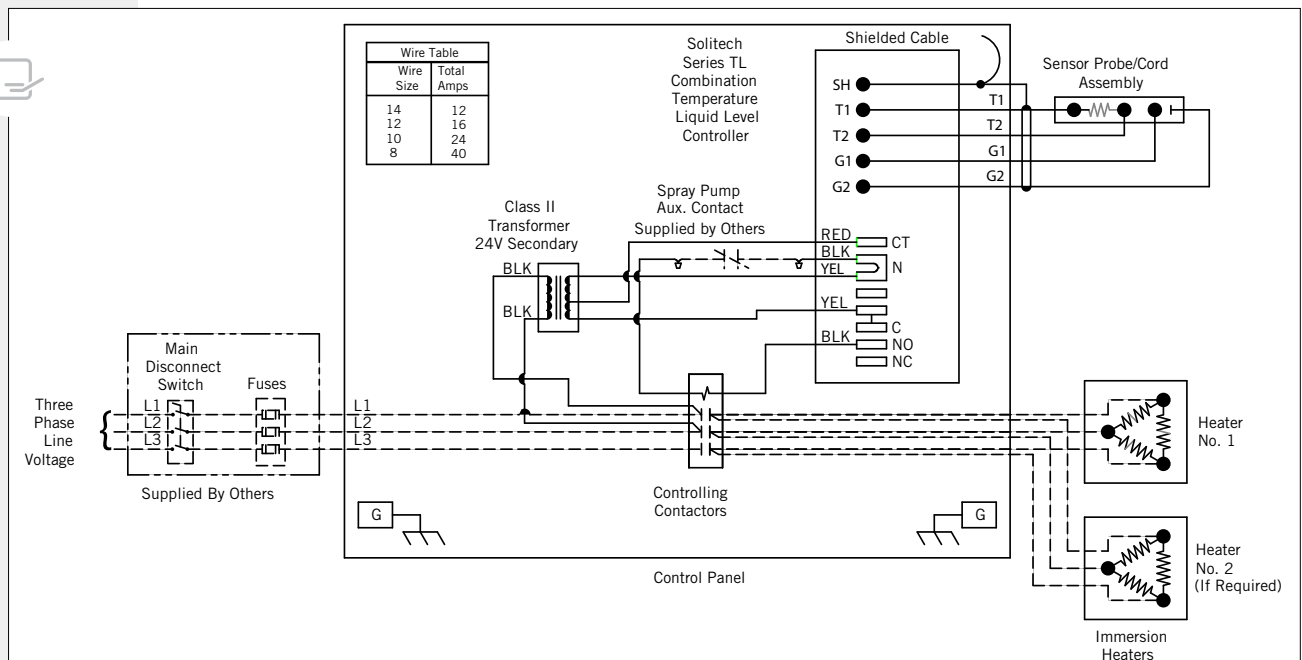 Wire Table
Wire Size
Total Amps
14 12
12 16
10 24
8 40
Solitech
Series TL
Combination
Temperature
Liquid Level
Controller
Shielded Cable
SH
T1
T2
G1
G2
T1
T2
G1
G2
Sensor Probe/Cord
Assembly
Class II
Transformer
24V Secondary
Spray Pump
Aux. Contact
Supplied by Others
RED
BLK
YEL
YEL
BLK
CT
N
C
NO
NC
BLK
BLK
Main
Disconnect
Switch
Fuses
Three
Phase
Line
Voltage
L1
L2
L3
L1
L2
L3
Supplied By Others
Controlling
Contactors
G
G
Control Panel
Heater
No. 1
Heater
No. 2
(If Required)
Immersion
Heaters